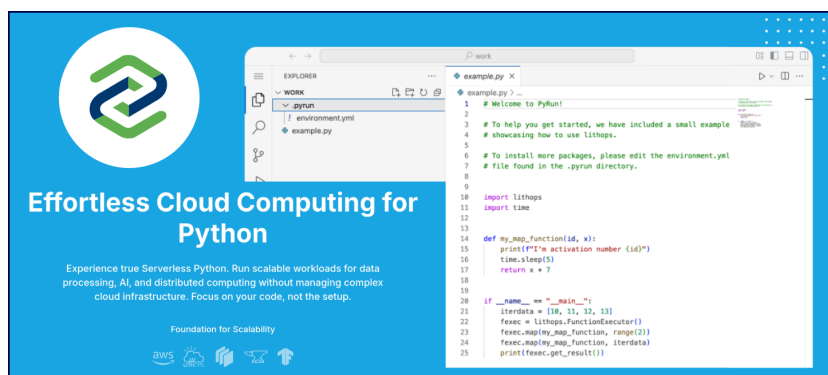 Effortless Cloud Computing for
Python
Experience true Serverless Python. Run scalable workloads for data
processing, AI, and distributed computing without managing complex
cloud infrastructure. Focus on your code, not the setup.
Foundation for Scalability
aws
LITHOPS
work
EXPLORER
WORK
.pyrun
! environment.yml
example.py
example.py
example.py > ...
1 # Welcome to PyRun!
2
3 # To help you get started, we have included a small example
4 # showcasing how to use lithops.
5
6 # To install more packages, please edit the environment.yml
7 # file found in the .pyrun directory.
8
9
10 import lithops
11 import time
12
13
14 def my_map_function(id, x):
15     print(f"I'm activation number {id}")
16     time.sleep(5)
17     return x + 7
18
19
20 if __name__ == "__main__":
21     iterdata = [10, 11, 12, 13]
22     fexec = lithops.FunctionExecutor()
23     fexec.map(my_map_function, range(2))
24     fexec.map(my_map_function, iterdata)
25     print(fexec.get_result())